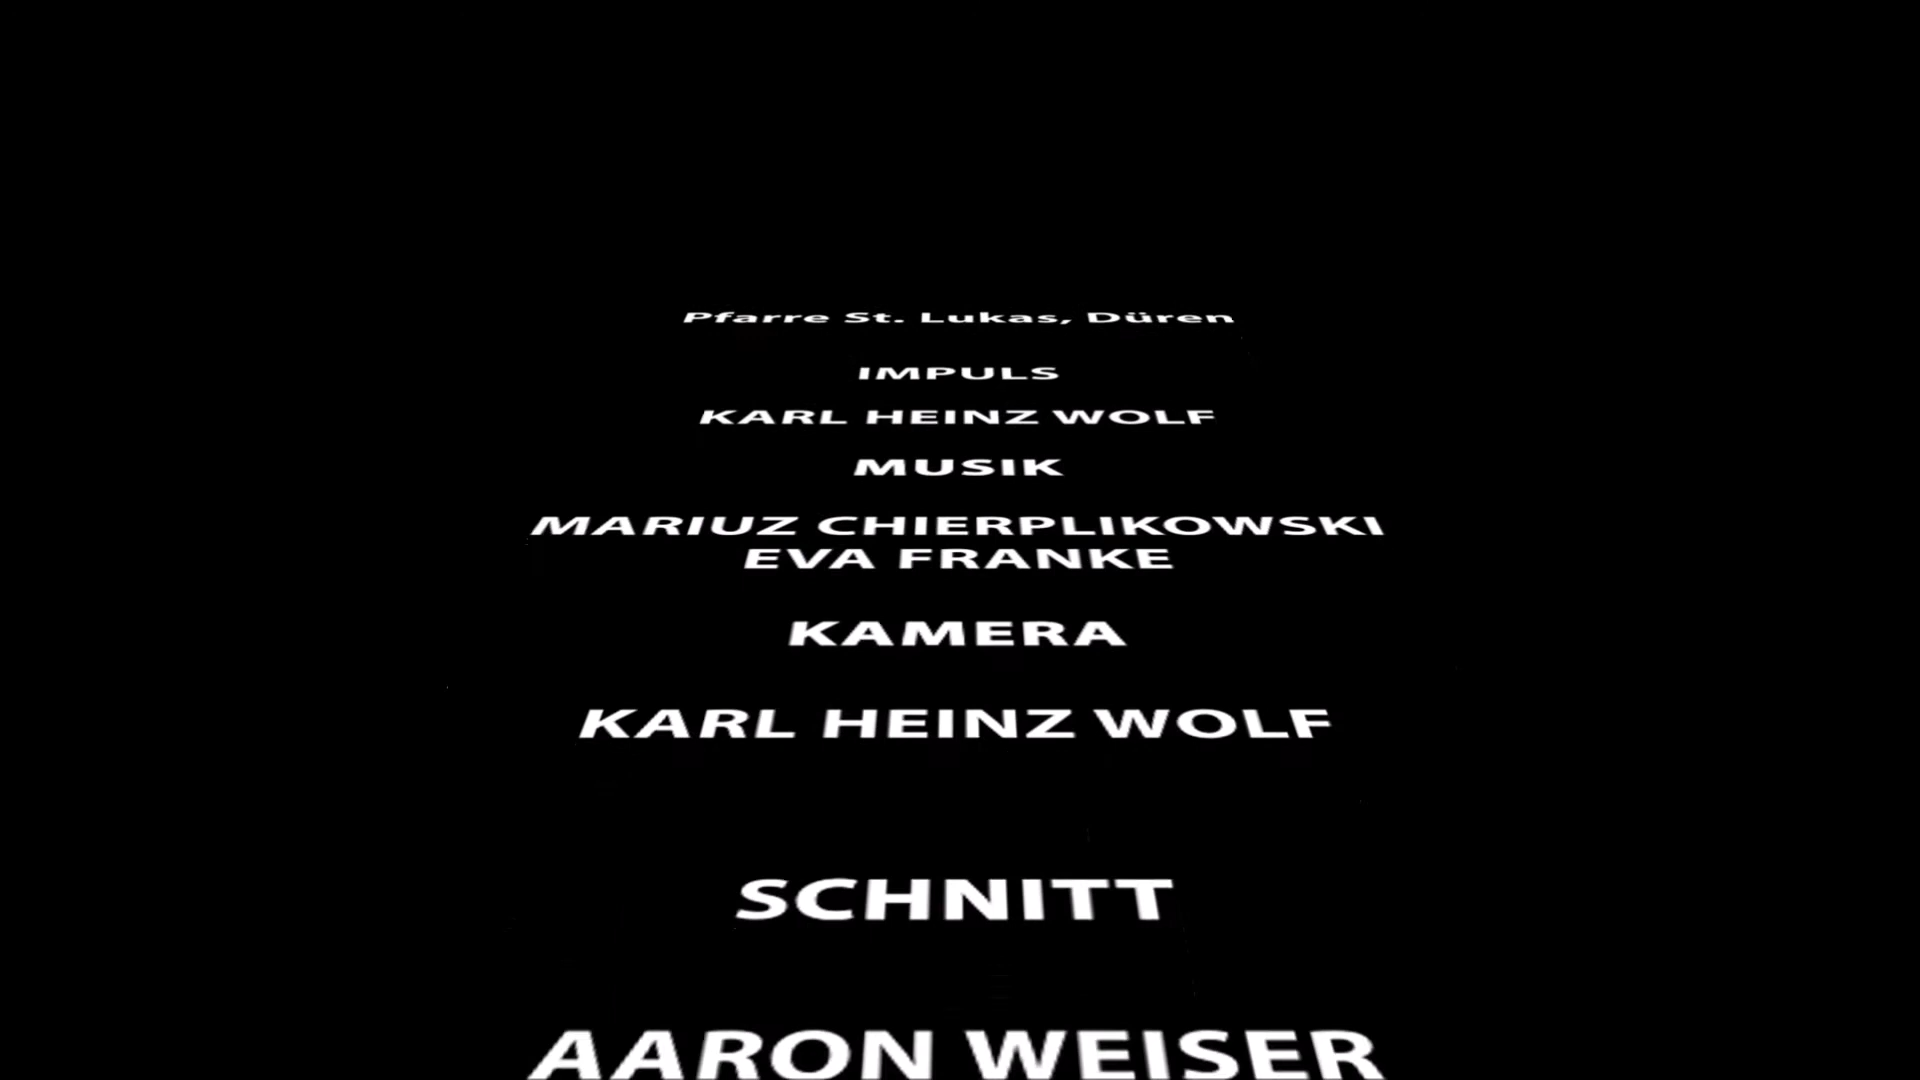 Pfarre St. Lukas, Düren
IMPULS
KARL HEINZ WOLF
MUSIK
MARIUZ CHIERPLIKOWSKI
EVA FRANKE
KAMERA
KARL HEINZ WOLF
SCHNITT
AARON WEISER